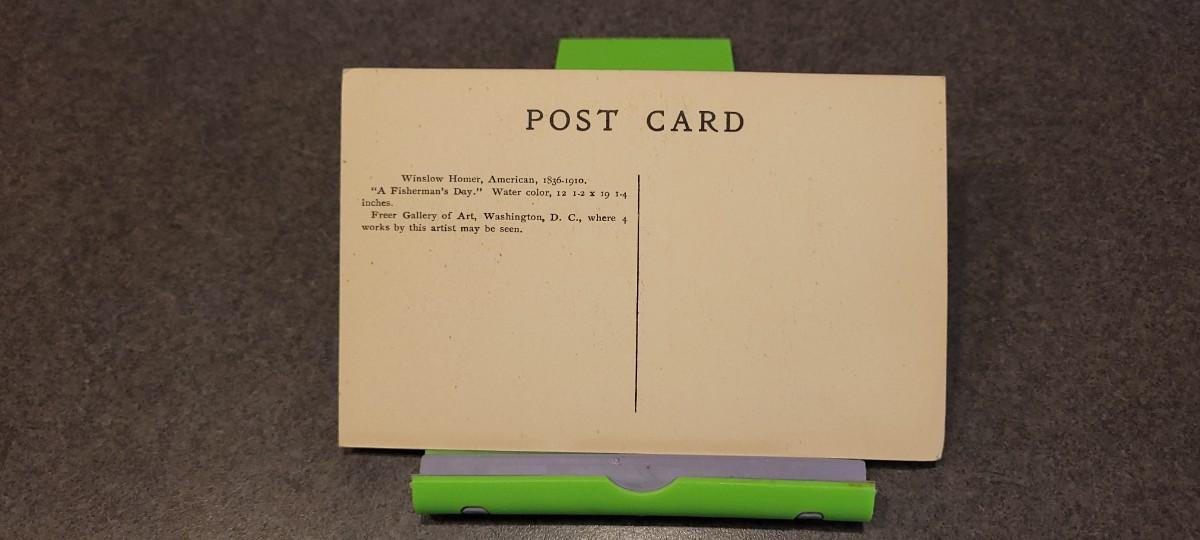 POST CARD
Winslow Homer, American, 1836-1910.
"A Fisherman's Day." Water color, 12 1-2 x 19 1-4
inches.
Freer Gallery of Art, Washington, D. C., where 4
works by this artist may be seen.